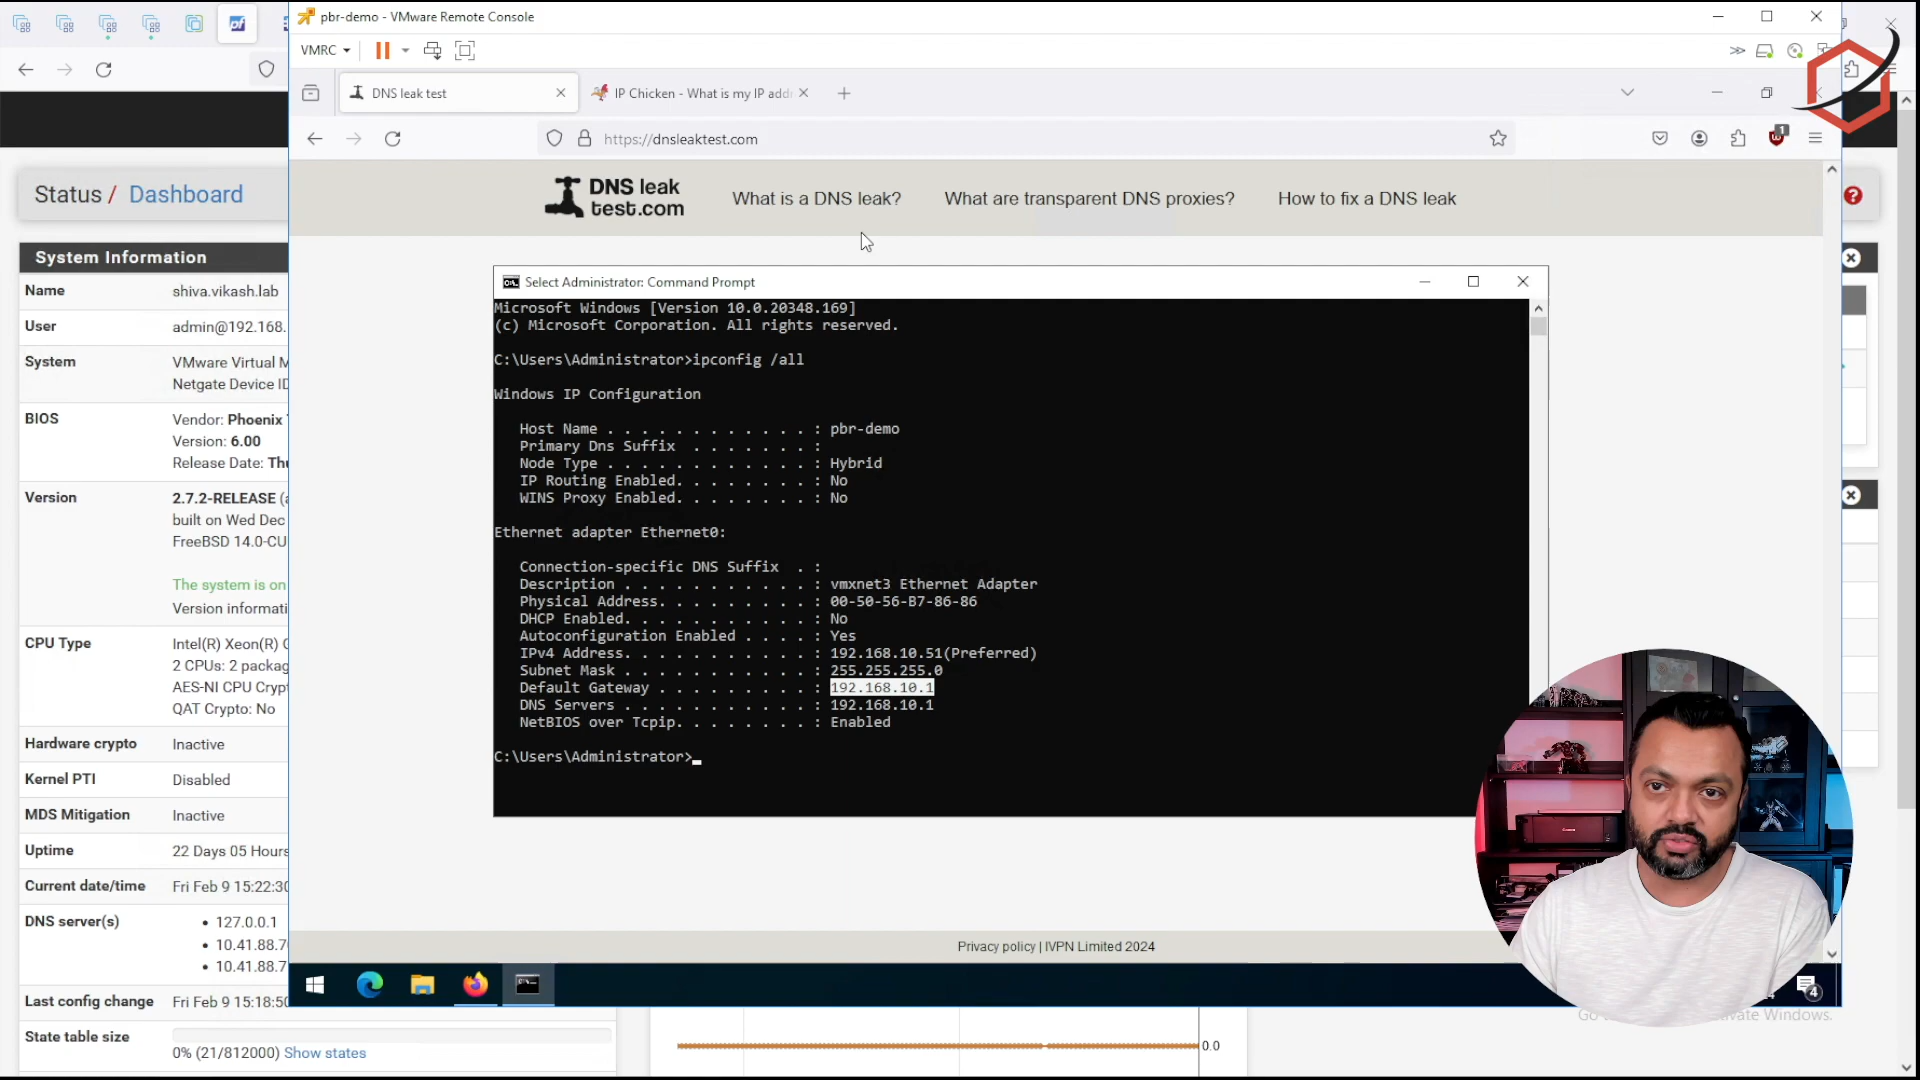 pbr-demo - VMware Remote Console
VMRC
DNS leak test
IP Chicken - What is my IP addr
https://dnsleaktest.com
1
DNS leak
test.com
What is a DNS leak?
What are transparent DNS proxies?
How to fix a DNS leak
Status / Dashboard
System Information
Name shiva.vikash.lab
User admin@192.168.
System VMware Virtual M
Netgate Device ID
BIOS Vendor: Phoenix
Version: 6.00
Release Date: Thu
Version 2.7.2-RELEASE (a
built on Wed Dec
FreeBSD 14.0-CU
The system is on
Version informati
CPU Type Intel(R) Xeon(R)
2 CPUs: 2 packag
AES-NI CPU Crypt
QAT Crypto: No
Hardware crypto Inactive
Kernel PTI Disabled
MDS Mitigation Inactive
Uptime 22 Days 05 Hours
Current date/time Fri Feb 9 15:22:30
DNS server(s) • 127.0.0.1
• 10.41.88.7
• 10.41.88.7
Last config change Fri Feb 9 15:18:50
State table size
0% (21/812000) Show states
Select Administrator: Command Prompt
Microsoft Windows [Version 10.0.20348.169]
(c) Microsoft Corporation. All rights reserved.
C:\Users\Administrator>ipconfig /all
Windows IP Configuration
Host Name . . . . . . . . . . . . : pbr-demo
Primary Dns Suffix  . . . . . . . :
Node Type . . . . . . . . . . . . : Hybrid
IP Routing Enabled. . . . . . . . : No
WINS Proxy Enabled. . . . . . . . : No
Ethernet adapter Ethernet0:
Connection-specific DNS Suffix  . :
Description . . . . . . . . . . . : vmxnet3 Ethernet Adapter
Physical Address. . . . . . . . . : 00-50-56-B7-86-86
DHCP Enabled. . . . . . . . . . . : No
Autoconfiguration Enabled . . . . : Yes
IPv4 Address. . . . . . . . . . . : 192.168.10.51(Preferred)
Subnet Mask . . . . . . . . . . . : 255.255.255.0
Default Gateway . . . . . . . . . : 192.168.10.1
DNS Servers . . . . . . . . . . . : 192.168.10.1
NetBIOS over Tcpip. . . . . . . . : Enabled
C:\Users\Administrator>
Privacy policy | IVPN Limited 2024
4
Windows.
0.0